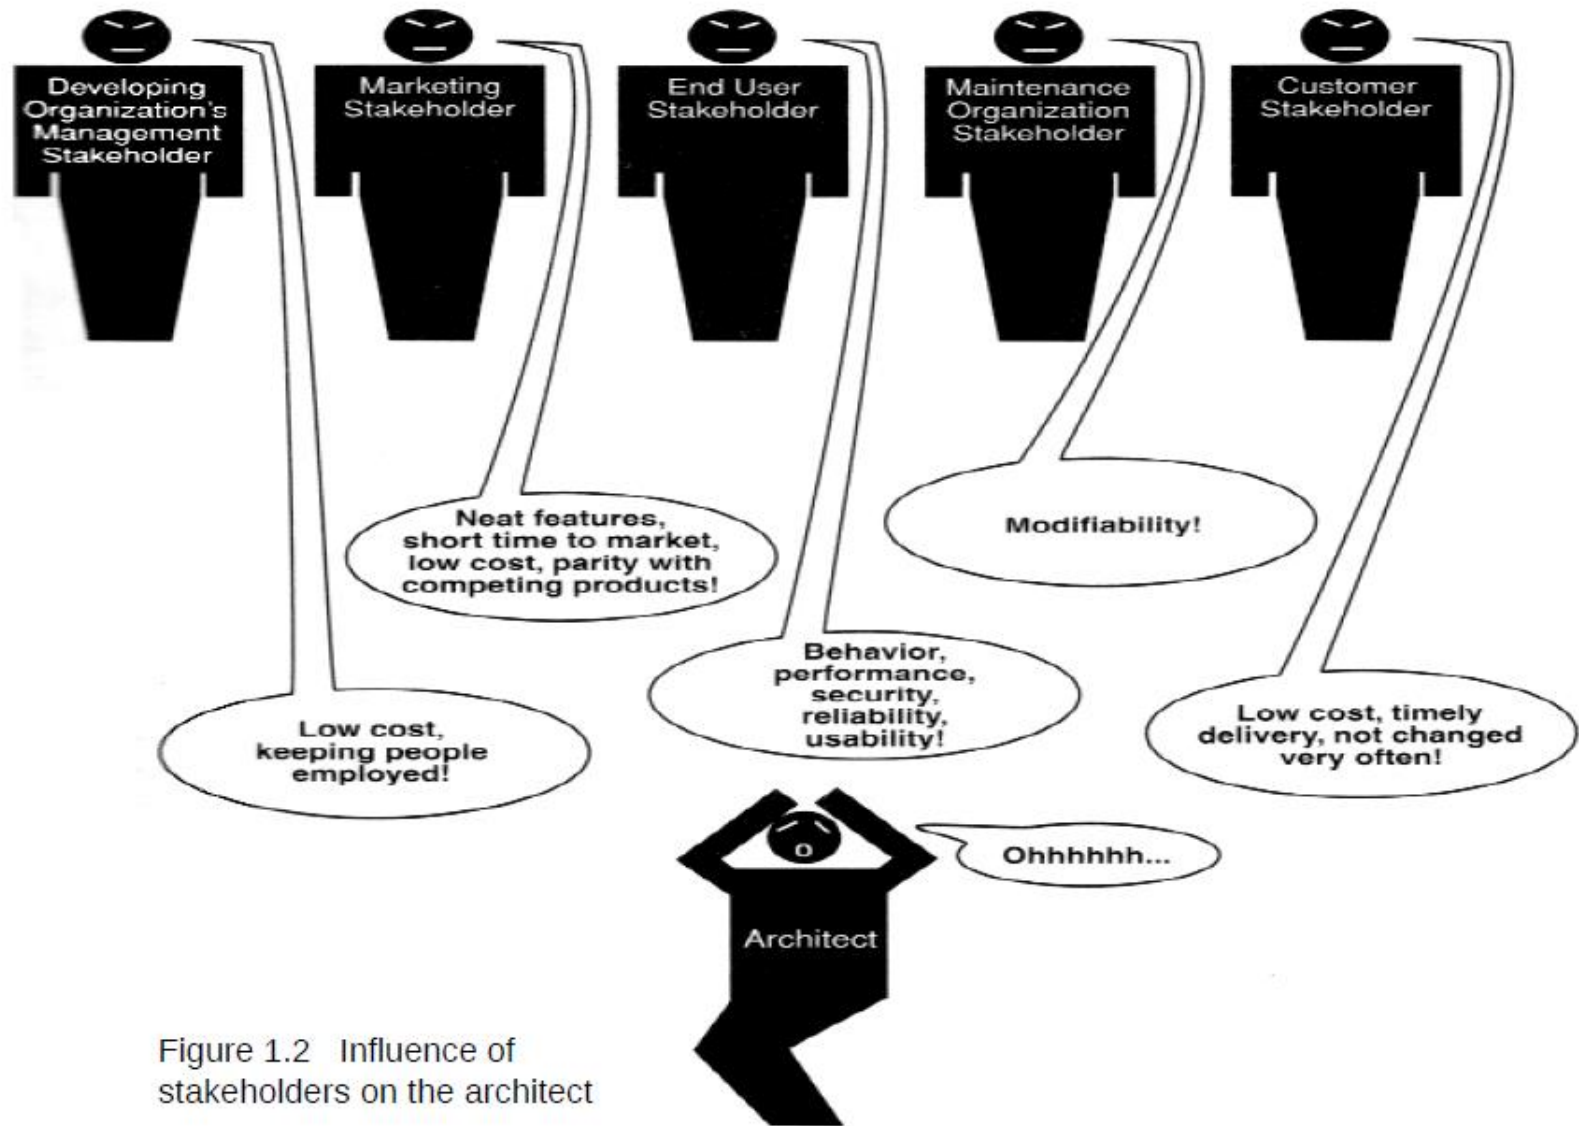 Developing
Organization's
Management
Stakeholder
Marketing
Stakeholder
End User
Stakeholder
Maintenance
Organization
Stakeholder
Customer
Stakeholder
Neat features,
short time to market,
low cost, parity with
competing products!
Modifiability!
Behavior,
performance,
security,
reliability,
usability!
Low cost,
keeping people
employed!
Low cost, timely
delivery, not changed
very often!
Ohhhhhh...
Architect
Figure 1.2 Influence of
stakeholders on the architect